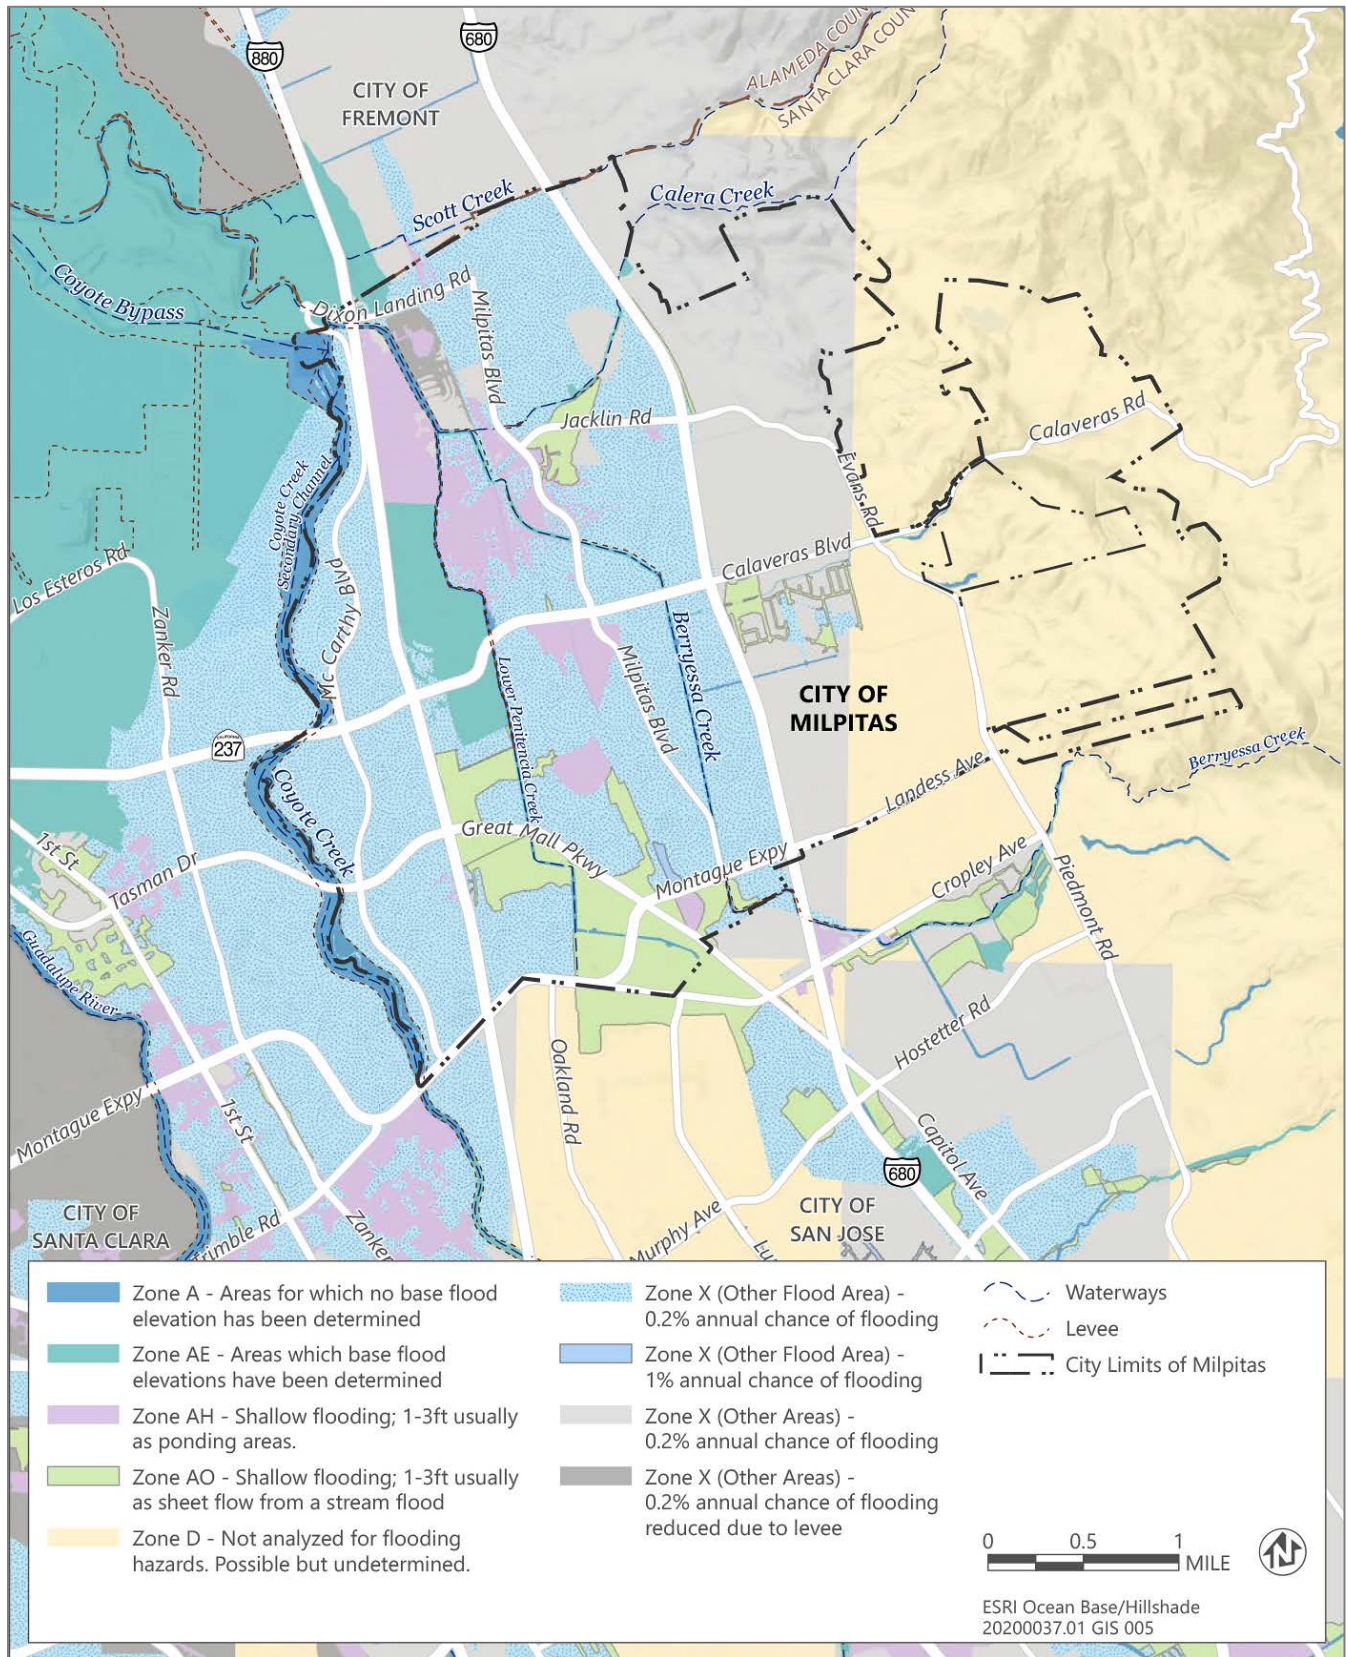 880
680
CITY OF
FREMONT
ALAMEDA COUN
SANTA CLARA COUN
Scott Creek
Calera Creek
Coyote Bypass
Dixon Landing Rd
Milpitas Blvd
Jacklin Rd
Calaveras Rd
Evans Rd
Coyote Creek
Secondary Channel
Mc Carthy Blvd
Los Esteros Rd
Zanker Rd
Calaveras Blvd
Berryessa Creek
Lower Penitencia Creek
Milpitas Blvd
CITY OF
MILPITAS
CALIFORNIA
237
Berryessa Creek
Landess Ave
Coyote Creek
Great Mall Pkwy
1st St
Tasman Dr
Montague Expy
Cropley Ave
Piedmont Rd
Guadalupe River
Hostetter Rd
Oakland Rd
Montague Expy
1st St
Capitol Ave
680
CITY OF
SANTA CLARA
Trimble Rd
Zanker
Murphy Ave
Lu
CITY OF
SAN JOSE
Zone A - Areas for which no base flood
elevation has been determined
Zone AE - Areas which base flood
elevations have been determined
Zone AH - Shallow flooding; 1-3ft usually
as ponding areas.
Zone AO - Shallow flooding; 1-3ft usually
as sheet flow from a stream flood
Zone D - Not analyzed for flooding
hazards. Possible but undetermined.
Zone X (Other Flood Area) -
0.2% annual chance of flooding
Zone X (Other Flood Area) -
1% annual chance of flooding
Zone X (Other Areas) -
0.2% annual chance of flooding
Zone X (Other Areas) -
0.2% annual chance of flooding
reduced due to levee
Waterways
Levee
City Limits of Milpitas
0 0.5 1
MILE
N
ESRI Ocean Base/Hillshade
20200037.01 GIS 005